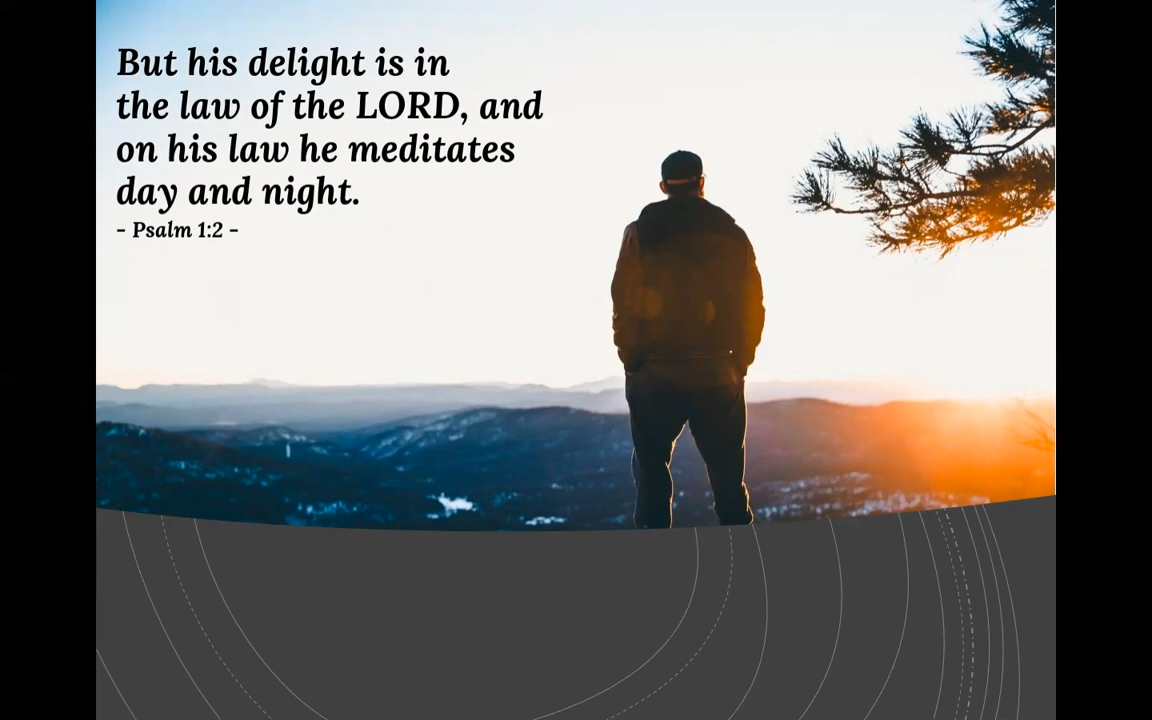 But his delight is in
the law of the LORD, and
on his law he meditates
day and night.
- Psalm 1:2 -